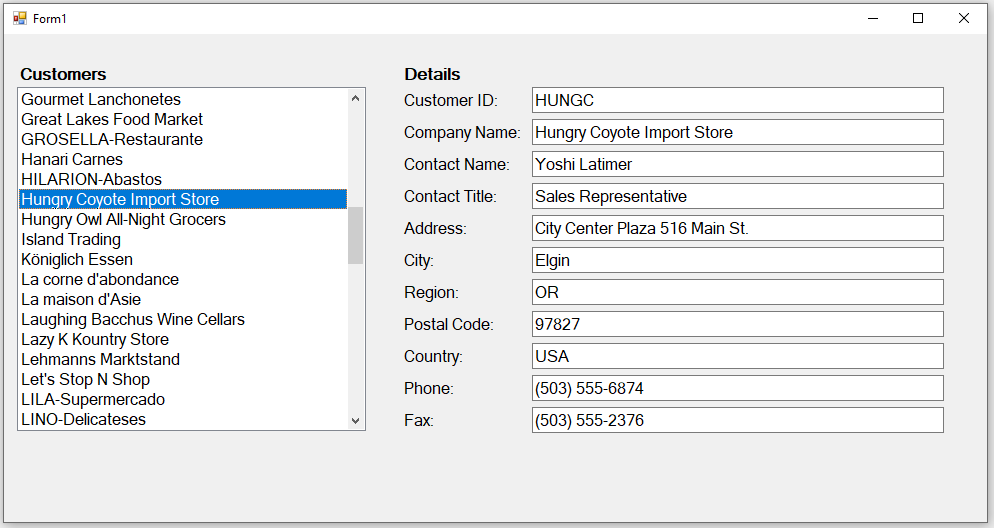 Form1
Customers
Gourmet Lanchonetes
Great Lakes Food Market
GROSELLA-Restaurante
Hanari Carnes
HILARION-Abastos
Hungry Coyote Import Store
Hungry Owl All-Night Grocers
Island Trading
Königlich Essen
La corne d'abondance
La maison d'Asie
Laughing Bacchus Wine Cellars
Lazy K Kountry Store
Lehmanns Marktstand
Let's Stop N Shop
LILA-Supermercado
LINO-Delicateses
Details
Customer ID: HUNGC
Company Name: Hungry Coyote Import Store
Contact Name: Yoshi Latimer
Contact Title: Sales Representative
Address: City Center Plaza 516 Main St.
City: Elgin
Region: OR
Postal Code: 97827
Country: USA
Phone: (503) 555-6874
Fax: (503) 555-2376